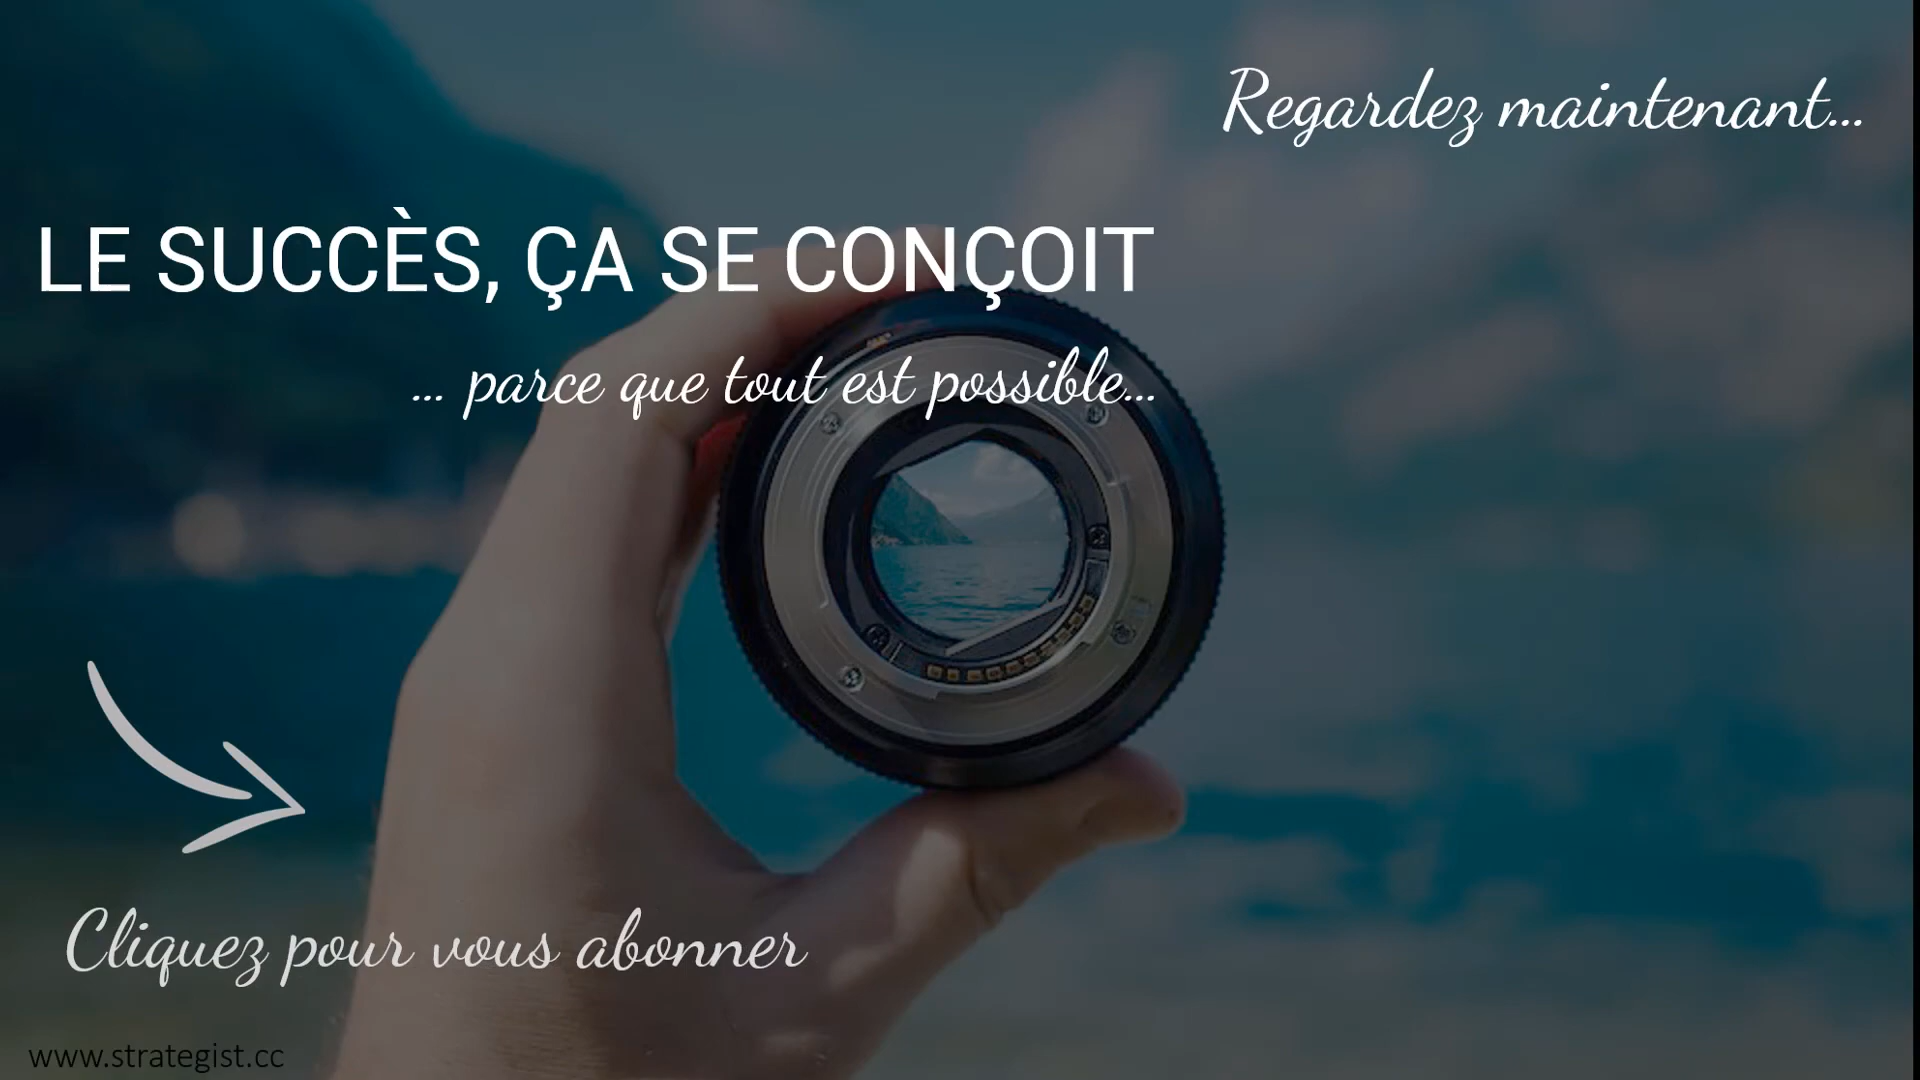 Regardez maintenant...
LE SUCCÈS, ÇA SE CONÇOIT
... parce que tout est possible...
Cliquez pour vous abonner
www.strategist.cc